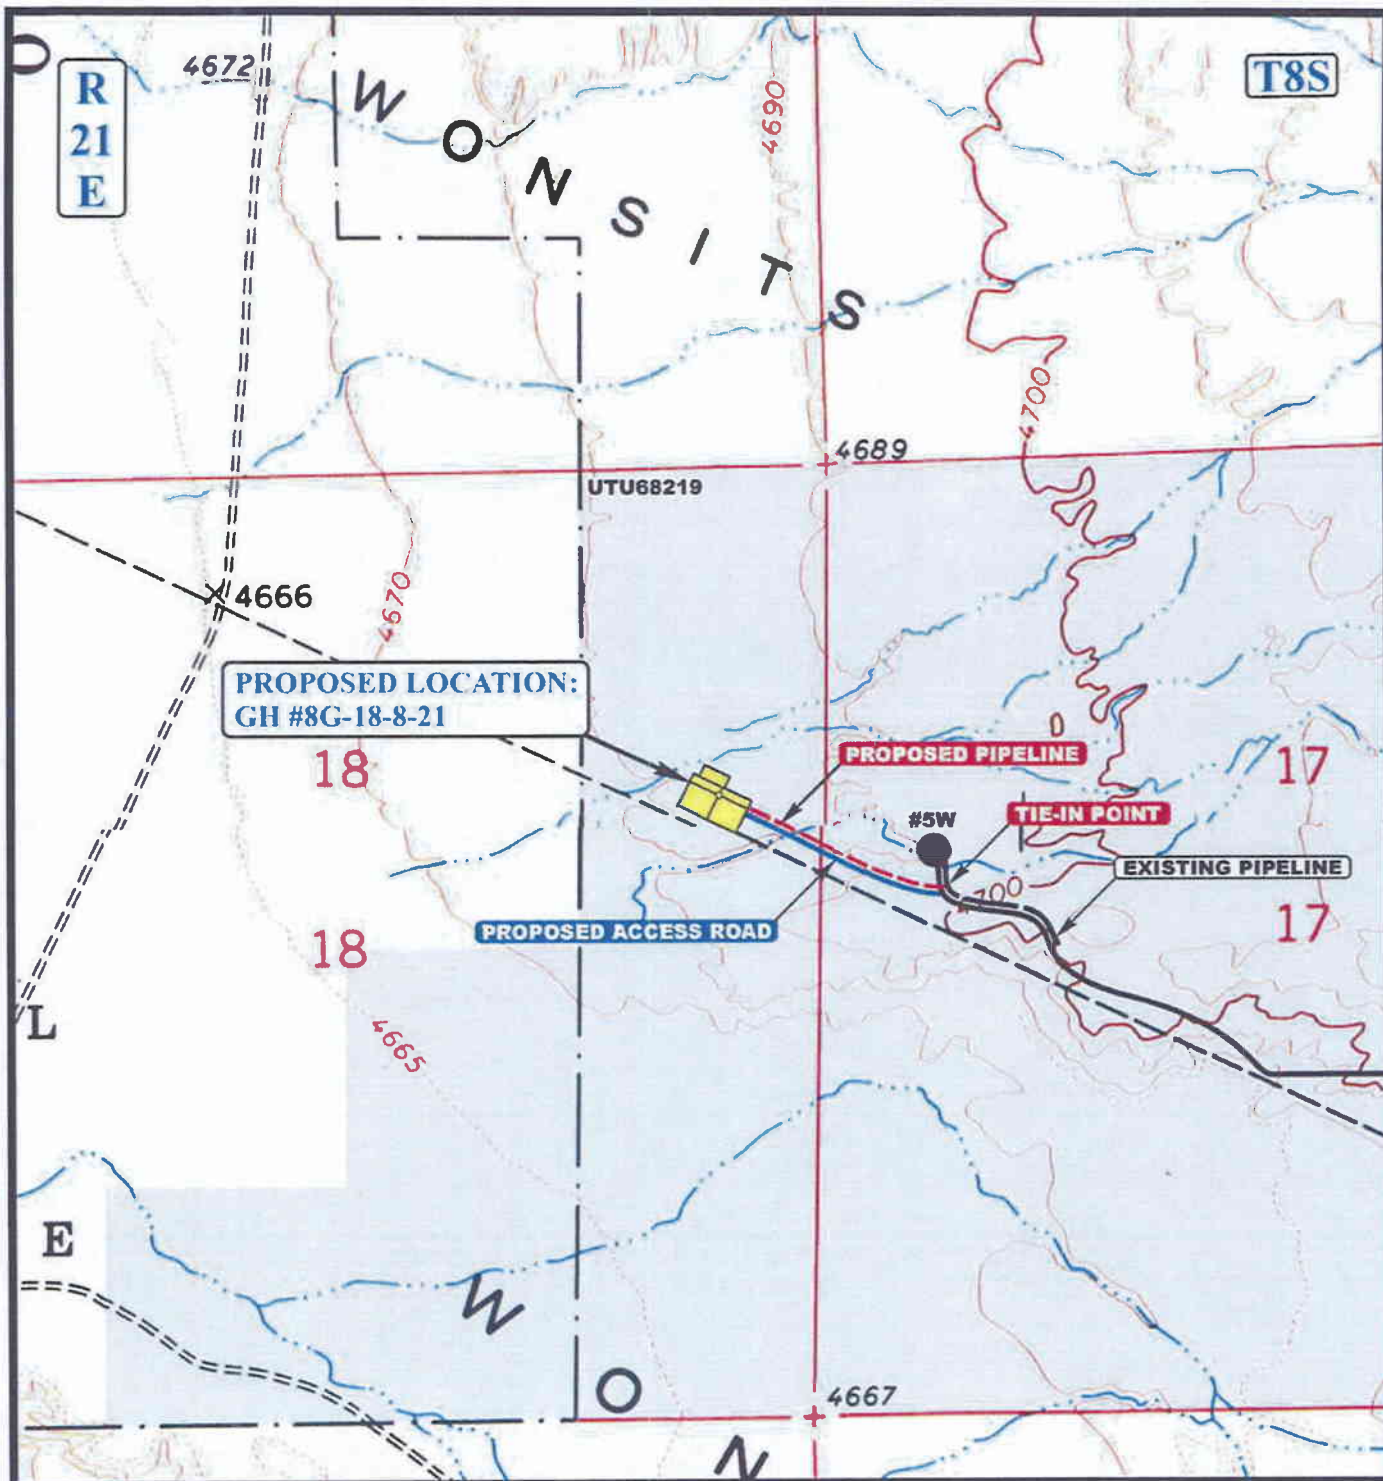 R
21
E
4672
T8S
4690
W O N S I T S
4700
4689
UTU68219
4666
4670
PROPOSED LOCATION:
GH #8G-18-8-21
18
PROPOSED PIPELINE
17
D
#5W
TIE-IN POINT
EXISTING PIPELINE
4700
PROPOSED ACCESS ROAD
18
17
L
4665
E
W
O
N
4667